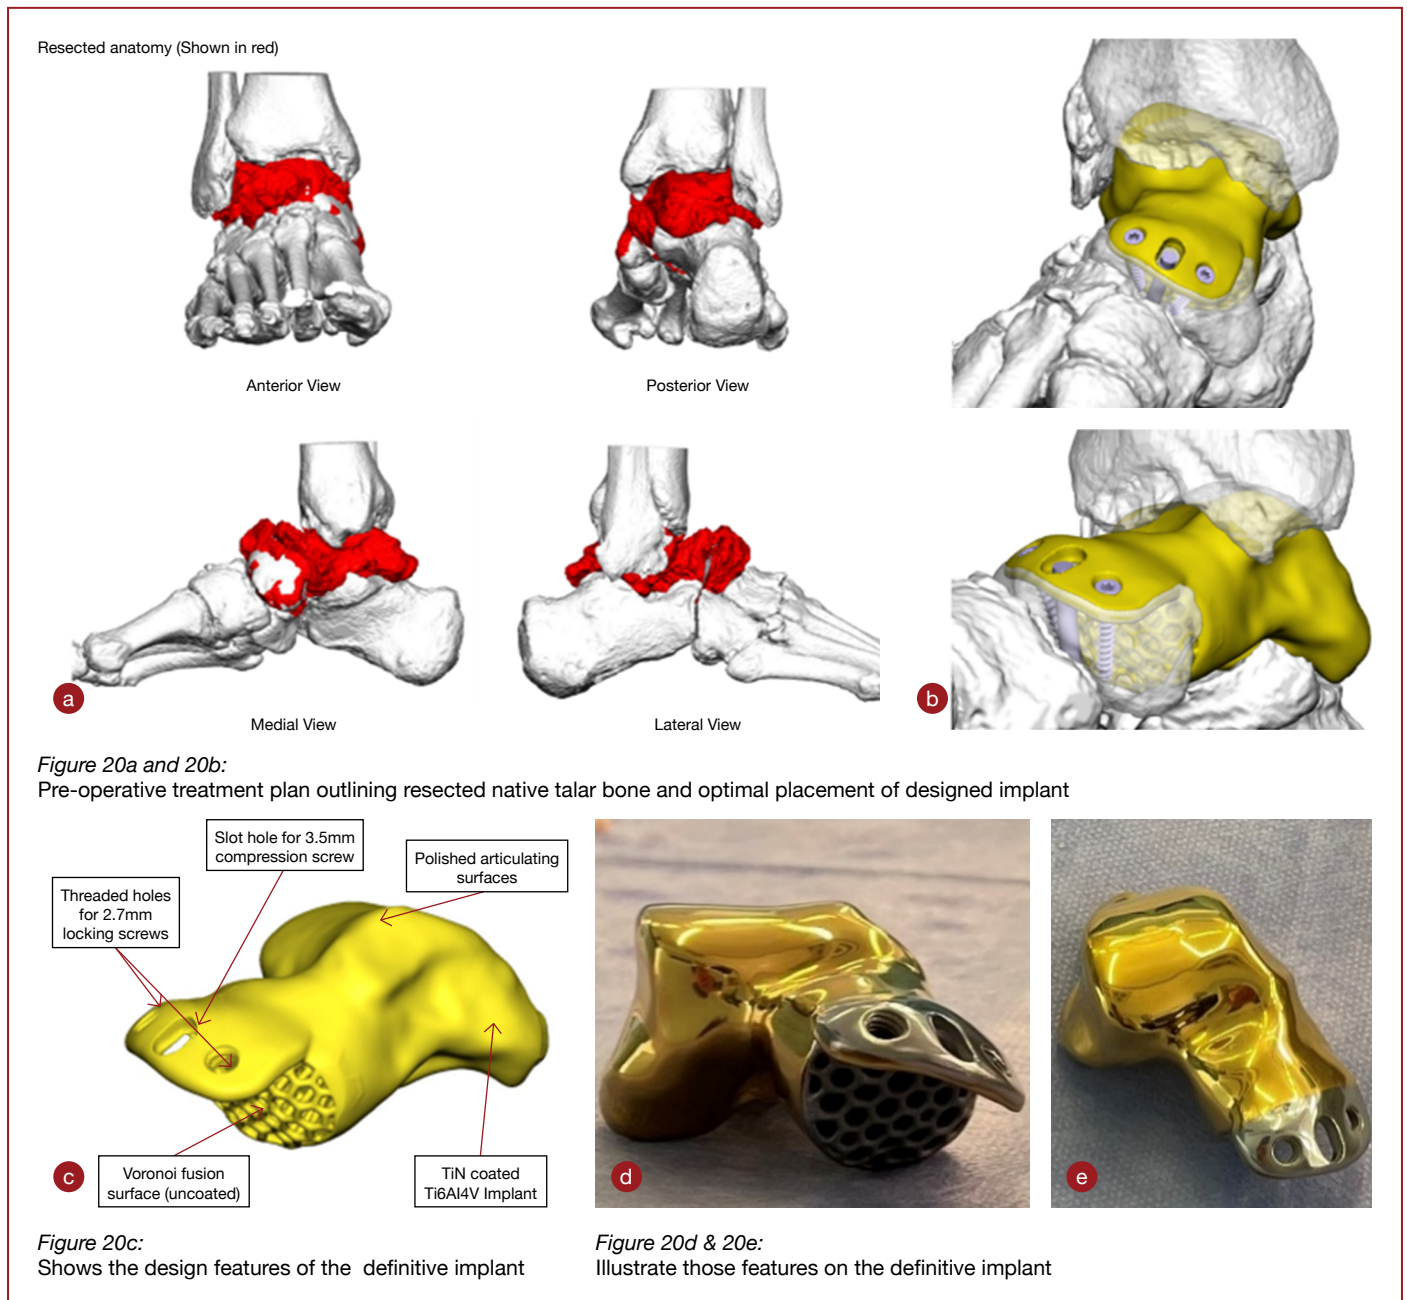 Resected anatomy (Shown in red)
Anterior View
Posterior View
Medial View
Lateral View
a
b
Figure 20a and 20b:
Pre-operative treatment plan outlining resected native talar bone and optimal placement of designed implant
Slot hole for 3.5mm
compression screw
Polished articulating
surfaces
Threaded holes
for 2.7mm
locking screws
Voronoi fusion
surface (uncoated)
TiN coated
Ti6Al4V Implant
c
d
e
Figure 20c:
Shows the design features of the definitive implant
Figure 20d & 20e:
Illustrate those features on the definitive implant